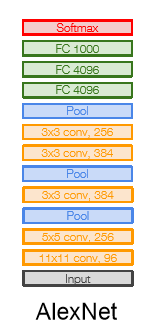 Softmax
FC 1000
FC 4096
FC 4096
Pool
3x3 conv, 256
3x3 conv, 384
Pool
3x3 conv, 384
Pool
5x5 conv, 256
11x11 conv, 96
Input
AlexNet